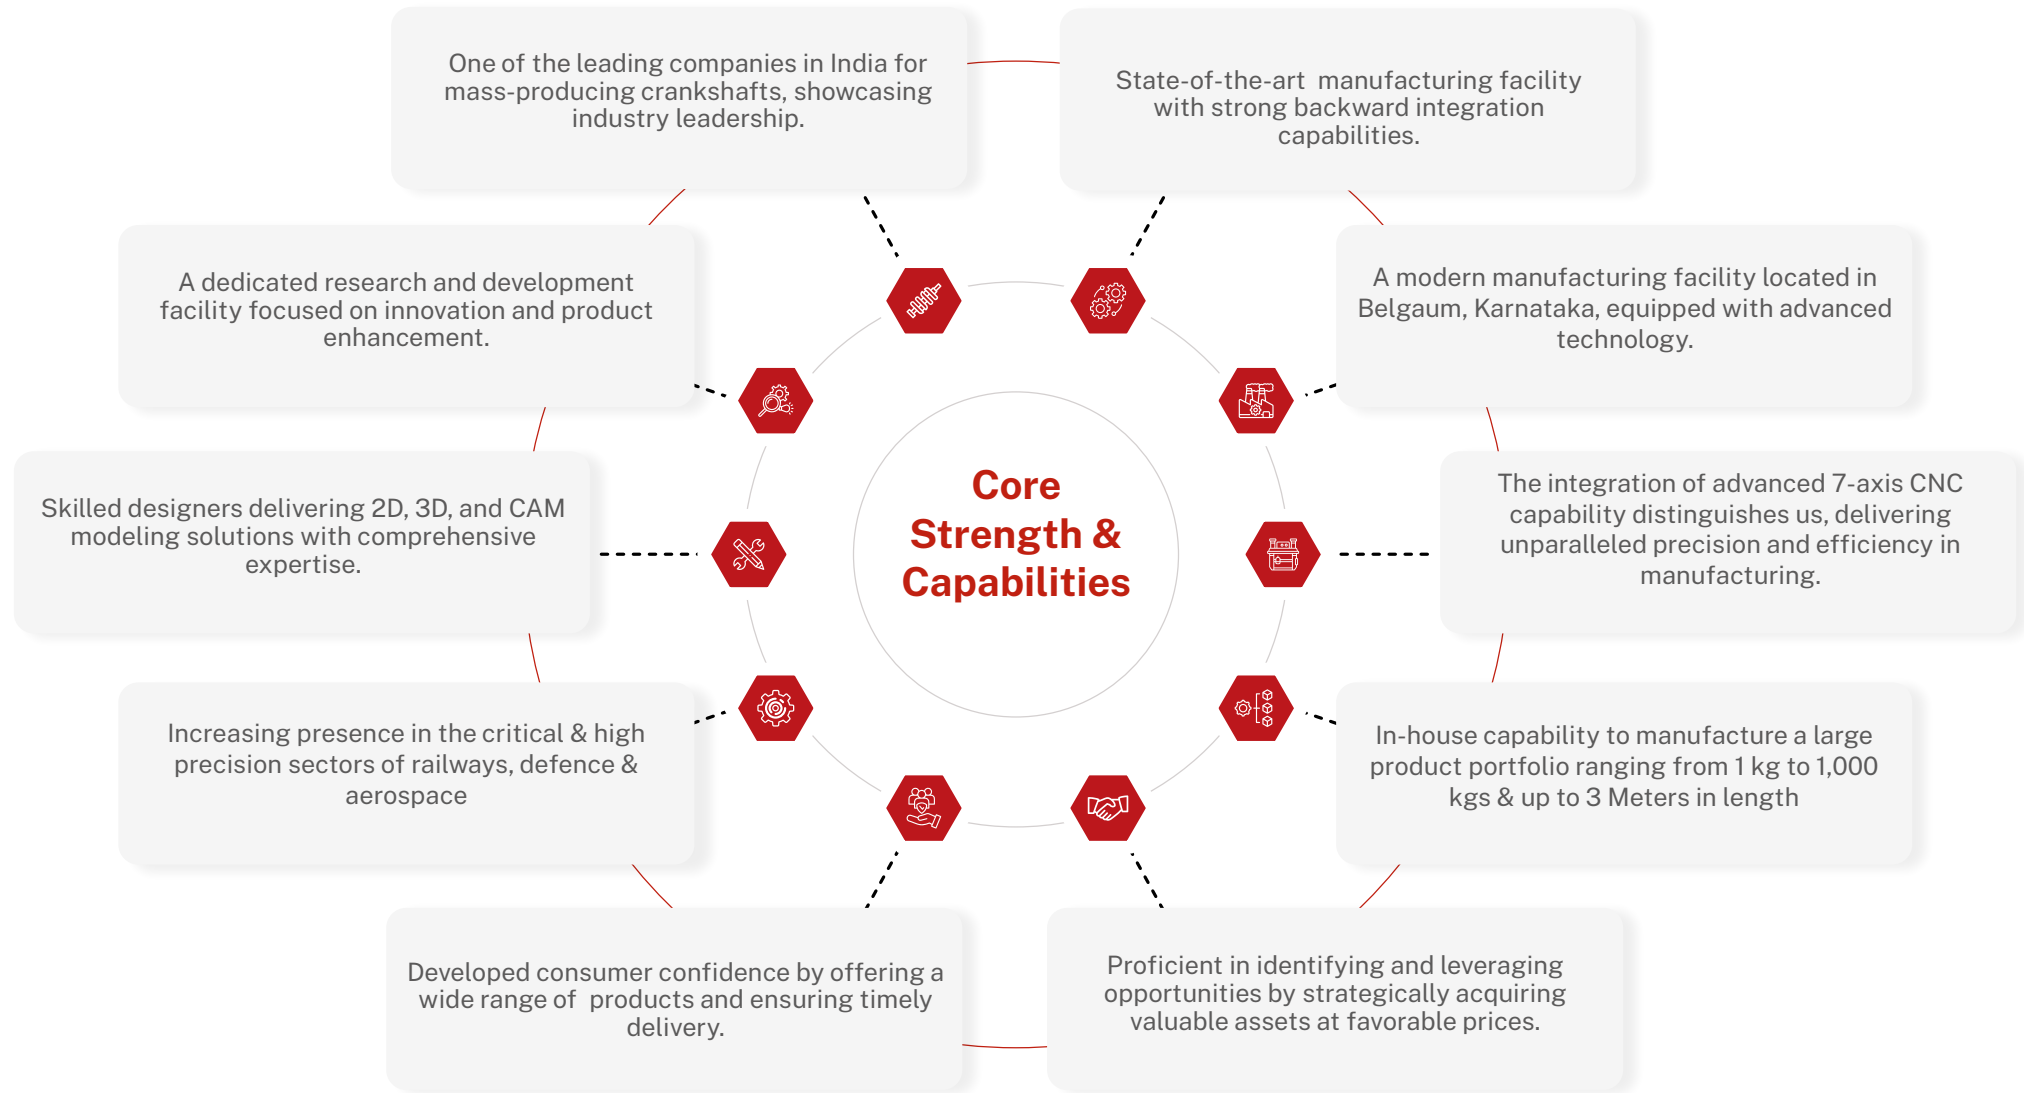 One of the leading companies in India for
mass-producing crankshafts, showcasing
industry leadership.
State-of-the-art manufacturing facility
with strong backward integration
capabilities.
A dedicated research and development
facility focused on innovation and product
enhancement.
A modern manufacturing facility located in
Belgaum, Karnataka, equipped with advanced
technology.
Skilled designers delivering 2D, 3D, and CAM
modeling solutions with comprehensive
expertise.
Core
Strength &
Capabilities
The integration of advanced 7-axis CNC
capability distinguishes us, delivering
unparalleled precision and efficiency in
manufacturing.
Increasing presence in the critical & high
precision sectors of railways, defence &
aerospace
In-house capability to manufacture a large
product portfolio ranging from 1 kg to 1,000
kgs & up to 3 Meters in length
Developed consumer confidence by offering a
wide range of products and ensuring timely
delivery.
Proficient in identifying and leveraging
opportunities by strategically acquiring
valuable assets at favorable prices.